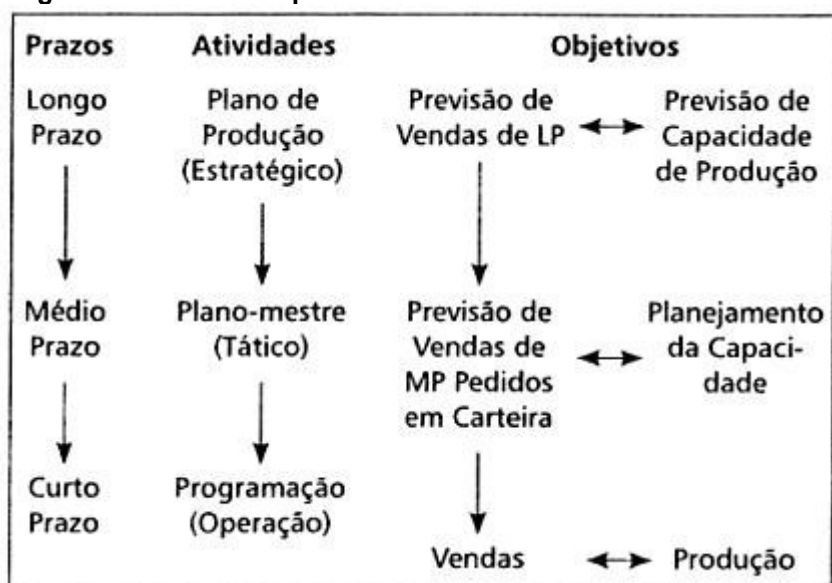 Prazos Atividades Objetivos
Longo
Prazo
Plano de
Produção
(Estratégico)
Previsão de
Vendas de LP
Previsão de
Capacidade
de Produção
Médio
Prazo
Plano-mestre
(Tático)
Previsão de
Vendas de
MP Pedidos
em Carteira
Planejamento
da Capaci-
dade
Curto
Prazo
Programação
(Operação)
Vendas
Produção